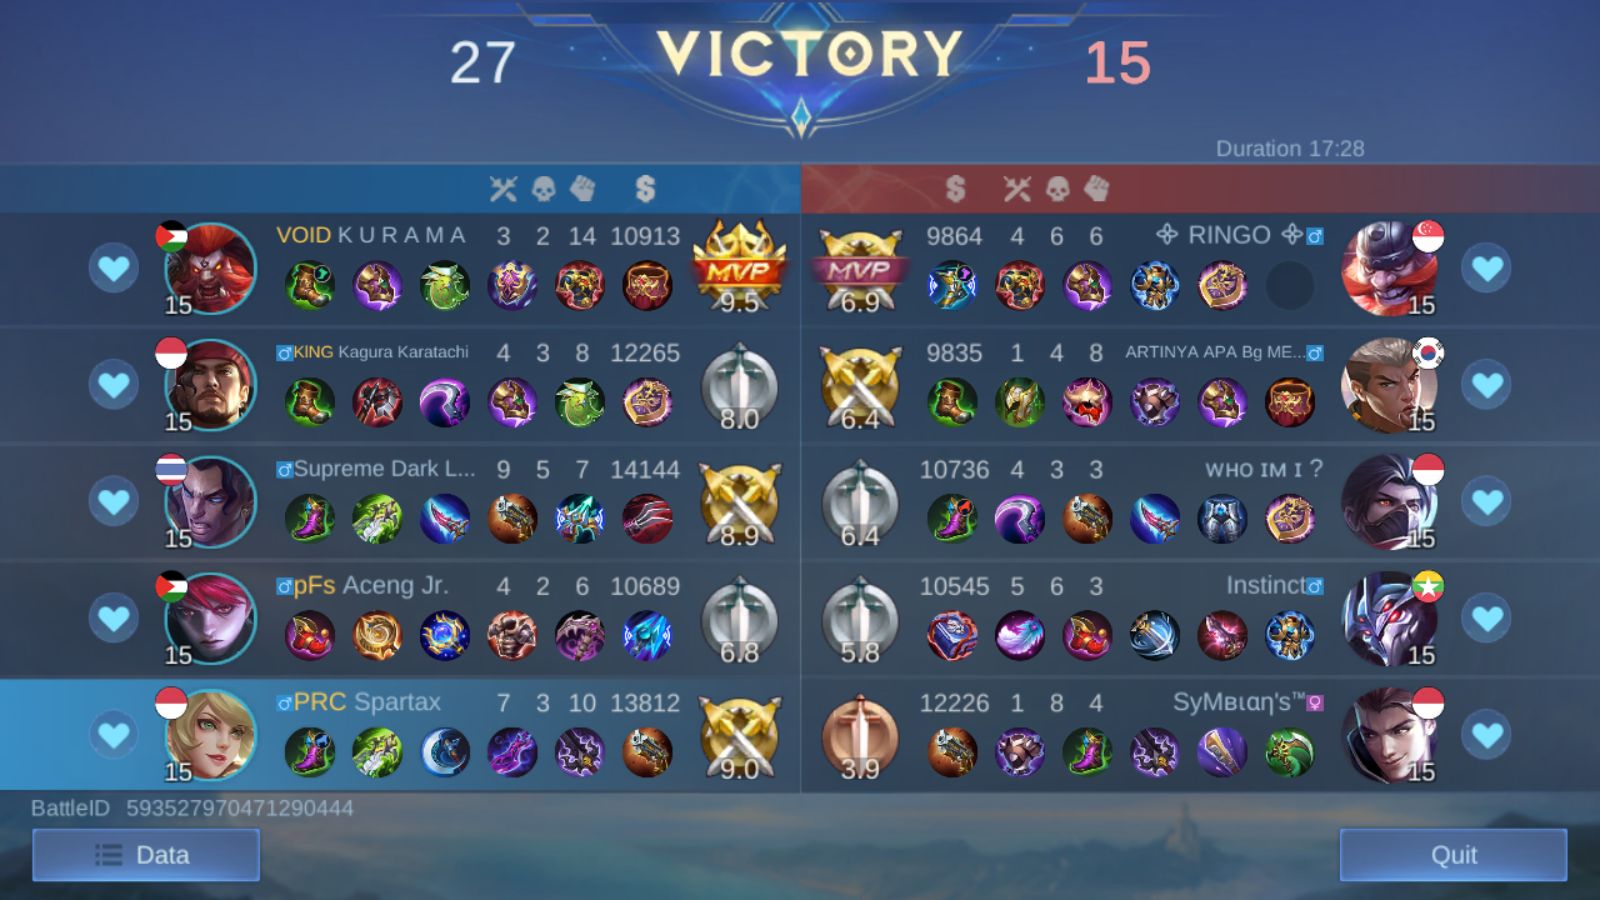 27 VICTORY 15
Duration 17:28
VOID K U R A M A 3 2 14 10913 MVP 9.5
15
MVP 6.9 9864 4 6 6 RINGO
15
KING Kagura Karatachi 4 3 8 12265 8.0
15
6.4 9835 1 4 8 ARTINYA APA Bg ME...
15
Supreme Dark L... 9 5 7 14144 8.9
15
6.4 10736 4 3 3 ᴡʜᴏ ɪᴍ ɪ ?
15
pFs Aceng Jr. 4 2 6 10689 6.8
15
5.8 10545 5 6 3 Instinct
15
PRC Spartax 7 3 10 13812 9.0
15
3.9 12226 1 8 4 SyMвιαη's™
15
BattleID 593527970471290444
Data
Quit